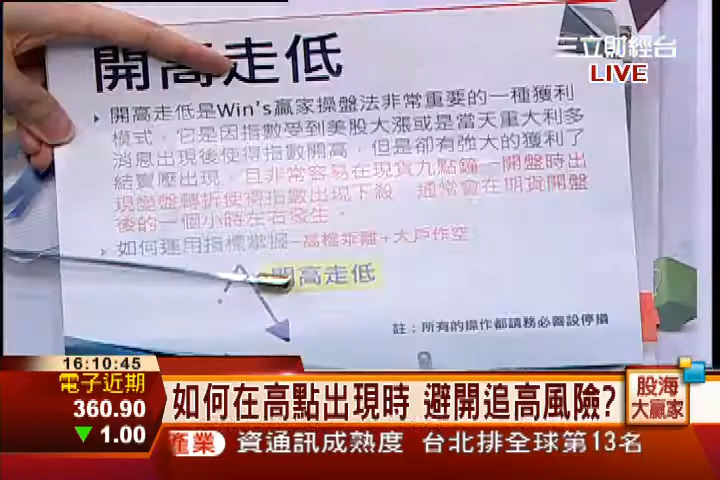 開高走低
三立財經台
LIVE
開高走低是Win's贏家操盤法非常重要的一種獲利
模式，它是因指數受到美股大漲或是當天重大利多
消息出現後使得指數開高，但是卻有強大的獲利了
結賣壓出現，且非常容易在現貨九點鐘一開盤時出
現變盤轉折使得指數出現下殺，通常會在期貨開盤
後的一個小時左右發生。
如何運用指標掌握-高檔乖離+大戶作空
開高走低
註：所有的操作都請務必嚴設停損
16:10:45
電子近期
360.90
▼1.00
如何在高點出現時 避開追高風險?
股海
大贏家
產業
資通訊成熟度 台北排全球第13名